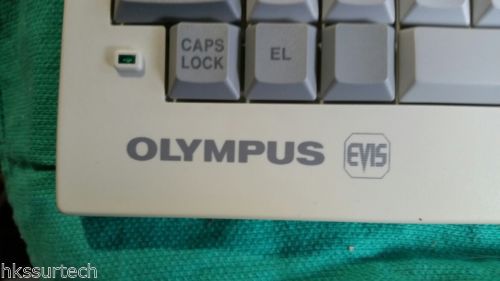 CAPS
LOCK
EL
OLYMPUS EVIS
hkssurtech